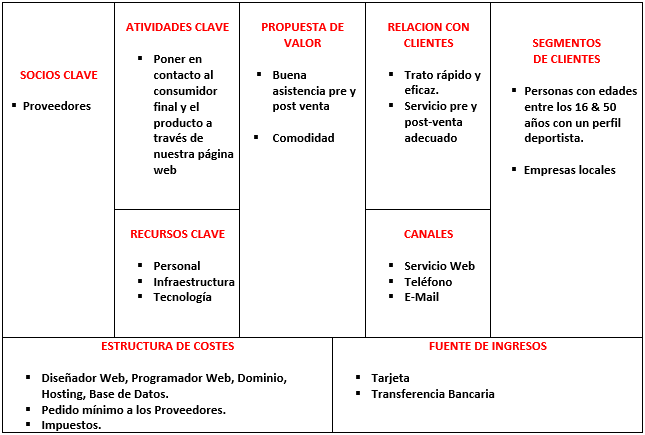 SOCIOS CLAVE
▪ Proveedores
ATIVIDADES CLAVE
▪ Poner en
contacto al
consumidor
final y el
producto a
través de
nuestra página
web
RECURSOS CLAVE
▪ Personal
▪ Infraestructura
▪ Tecnología
PROPUESTA DE
VALOR
▪ Buena
asistencia pre y
post venta
▪ Comodidad
RELACION CON
CLIENTES
▪ Trato rápido y
eficaz.
▪ Servicio pre y
post-venta
adecuado
CANALES
▪ Servicio Web
▪ Teléfono
▪ E-Mail
SEGMENTOS
DE CLIENTES
▪ Personas con edades
entre los 16 & 50
años con un perfil
deportista.
▪ Empresas locales
ESTRUCTURA DE COSTES
▪ Diseñador Web, Programador Web, Dominio,
Hosting, Base de Datos.
▪ Pedido mínimo a los Proveedores.
▪ Impuestos.
FUENTE DE INGRESOS
▪ Tarjeta
▪ Transferencia Bancaria